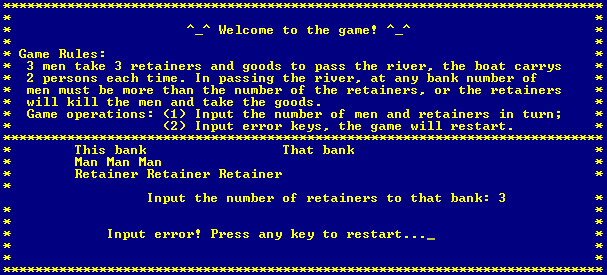 ^_^ Welcome to the game! ^_^
Game Rules:
3 men take 3 retainers and goods to pass the river, the boat carrys
2 persons each time. In passing the river, at any bank number of
men must be more than the number of the retainers, or the retainers
will kill the men and take the goods.
Game operations: (1) Input the number of men and retainers in turn;
(2) Input error keys, the game will restart.
This bank That bank
Man Man Man
Retainer Retainer Retainer
Input the number of retainers to that bank: 3
Input error! Press any key to restart..._